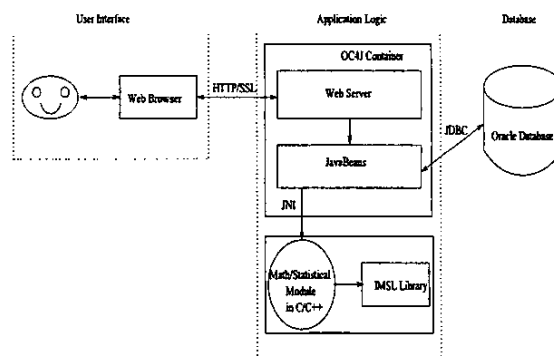 User Interface
Application Logic
Database
OC4J Container
Web Browser
HTTP/SSL
Web Server
JDBC
Oracle Database
JavaBeans
JNI
Math/Statistical
Module
in C/C++
IMSL Library